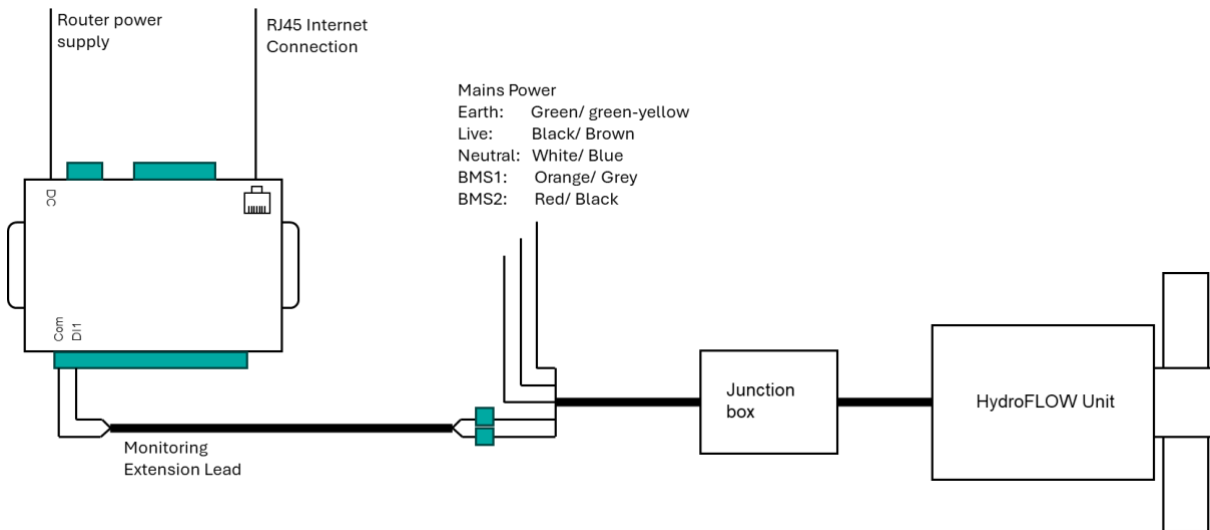 Router power
supply
RJ45 Internet
Connection
Mains Power
Earth: Green/ green-yellow
Live: Black/ Brown
Neutral: White/ Blue
BMS1: Orange/ Grey
BMS2: Red/ Black
DC
Com
DI1
Junction
box
HydroFLOW Unit
Monitoring
Extension Lead